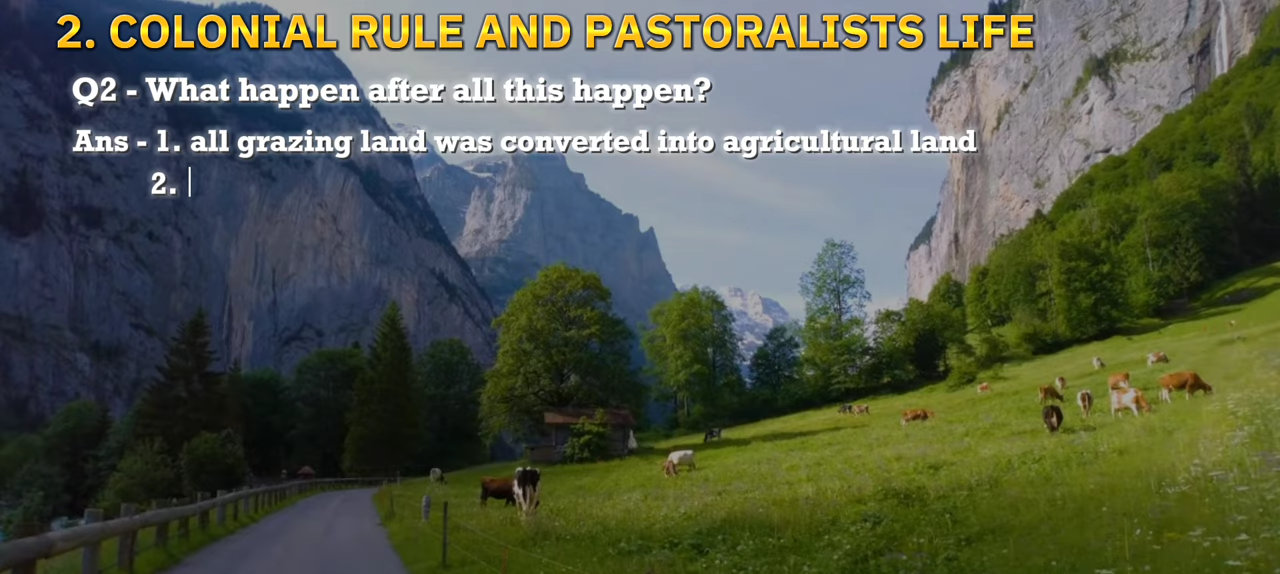 2. COLONIAL RULE AND PASTORALISTS LIFE
Q2 - What happen after all this happen?
Ans - 1. all grazing land was converted into agricultural land
2.